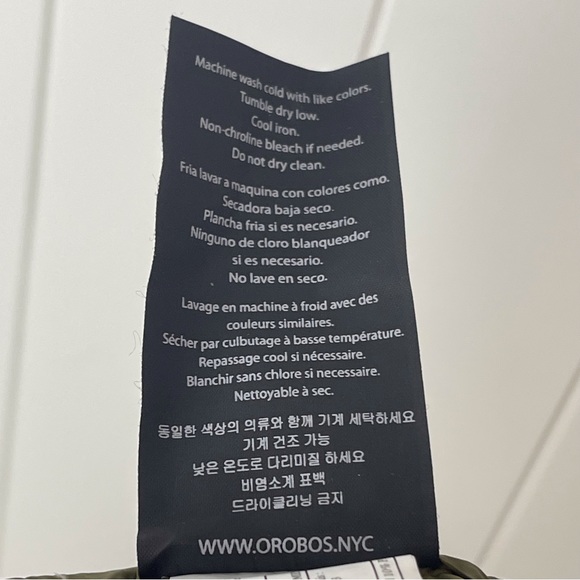 Machine wash cold with like colors.
Tumble dry low.
Cool iron.
Non-chroline bleach if needed.
Do not dry clean.
Fria lavar a maquina con colores como.
Secadora baja seco.
Plancha fria si es necesario.
Ninguno de cloro blanqueador
si es necesario.
No lave en seco.
Lavage en machine à froid avec des
couleurs similaires.
Sécher par culbutage à basse température.
Repassage cool si nécessaire.
Blanchir sans chlore si necessaire.
Nettoyable à sec.
동일한 색상의 의류와 함께 기계 세탁하세요
기계 건조 가능
낮은 온도로 다리미질 하세요
비염소계 표백
드라이클리닝 금지
WWW.OROBOS.NYC